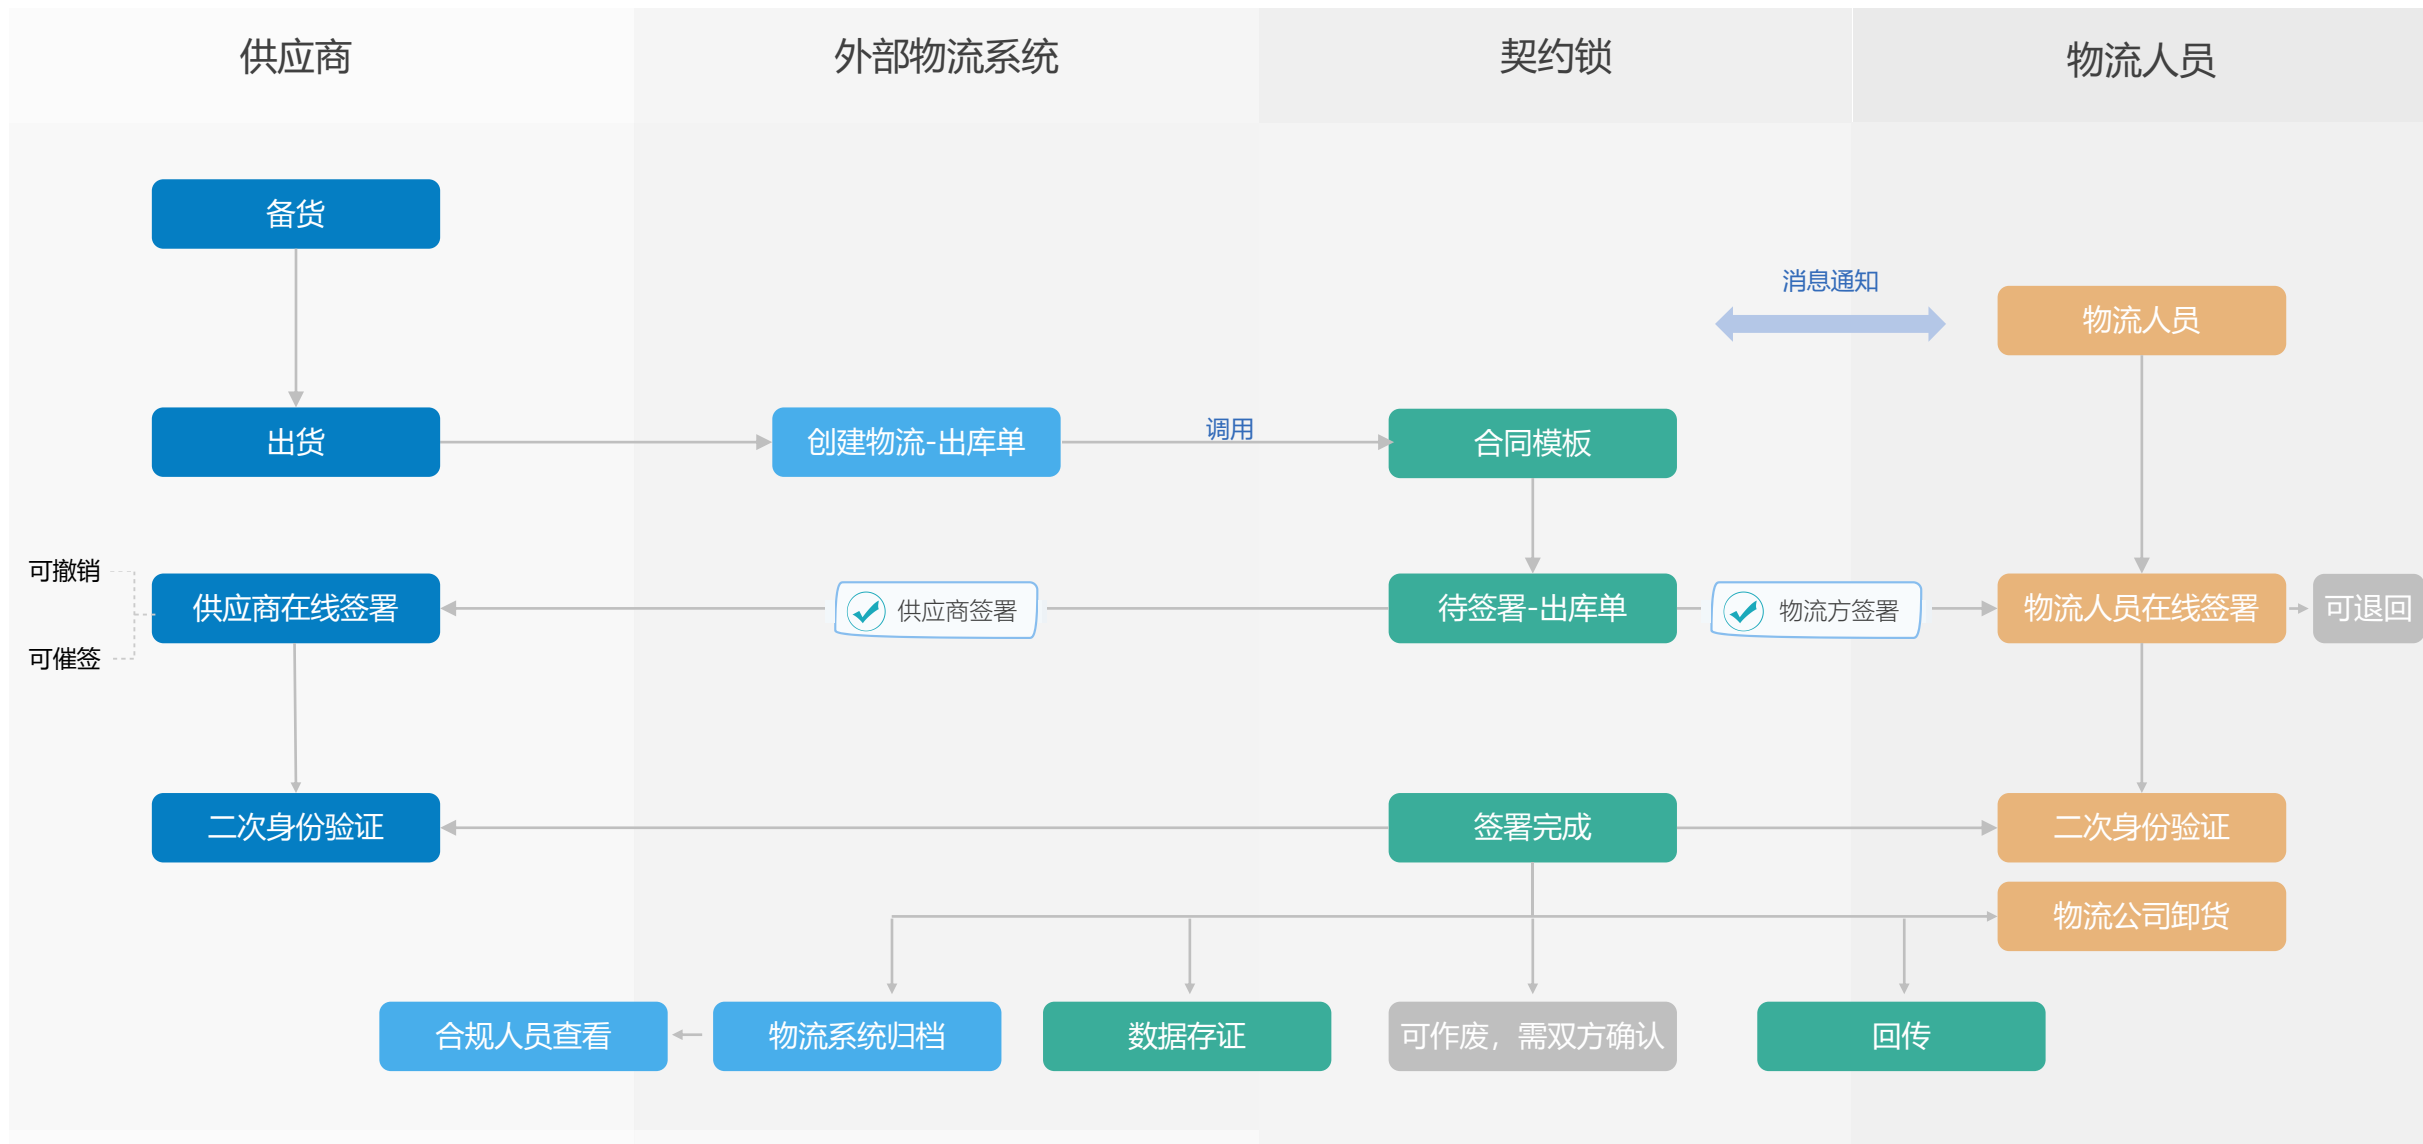 供应商
外部物流系统
契约锁
物流人员
备货
消息通知
物流人员
出货
创建物流-出库单
调用
合同模板
可撤销
供应商在线签署
供应商签署
待签署-出库单
物流方签署
物流人员在线签署
可退回
可催签
二次身份验证
签署完成
二次身份验证
物流公司卸货
合规人员查看
物流系统归档
数据存证
可作废，需双方确认
回传